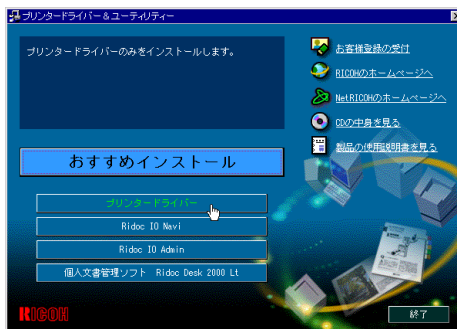 プリンタードライバー＆ユーティリティー
プリンタードライバーのみをインストールします。
お客様登録の受付
RICOHのホームページへ
NetRICOHのホームページへ
CDの中身を見る
製品の使用説明書を見る
おすすめインストール
プリンタードライバー
Ridoc IO Navi
Ridoc IO Admin
個人文書管理ソフト Ridoc Desk 2000 Lt
RICOH
終了